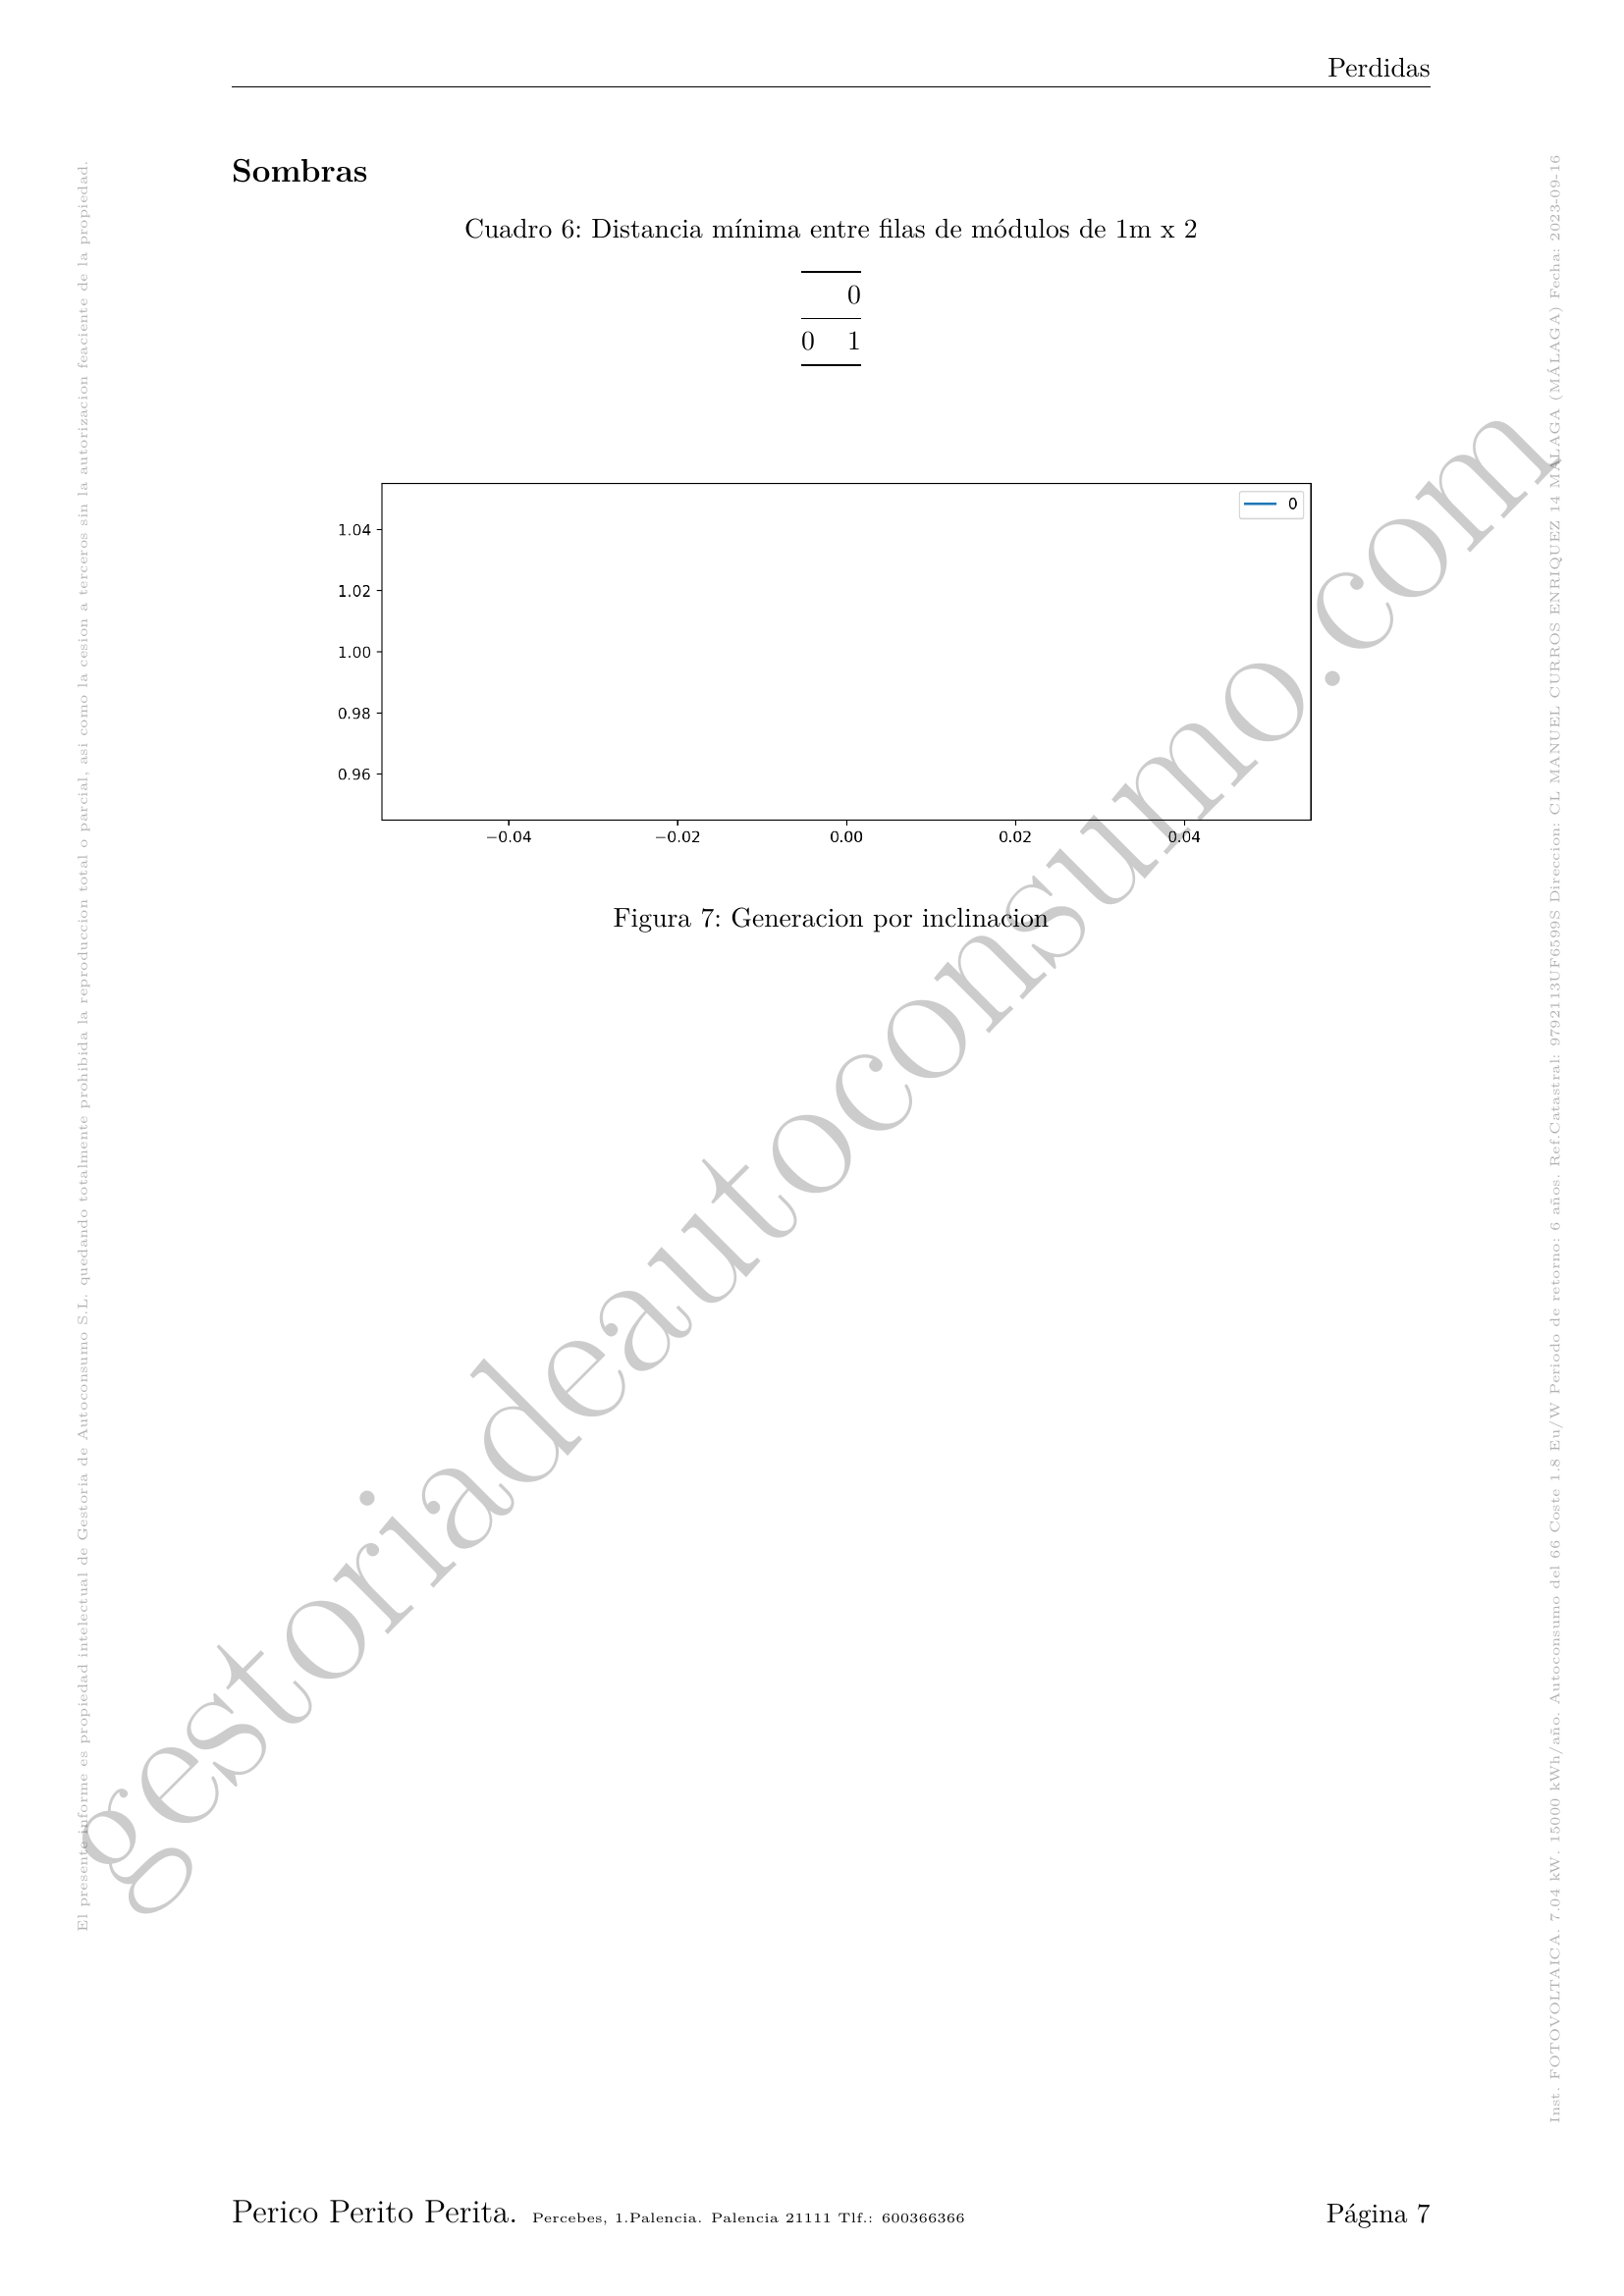 Perdidas
Sombras
Cuadro 6: Distancia mínima entre filas de módulos de 1m x 2
0
0 1
0
1.04
1.02
1.00
0.98
0.96
−0.04 −0.02 0.00 0.02 0.04
Figura 7: Generacion por inclinacion
gestoriadeautoconsumo.com
El presente informe es propiedad intelectual de Gestoria de Autoconsumo S.L. quedando totalmente prohibida la reproduccion total o parcial, asi como la cesion a terceros sin la autorizacion feaciente de la propiedad.
Inst. FOTOVOLTAICA. 7.04 kW. 15000 kWh/año. Autoconsumo del 66 Coste 1.8 Eu/W Periodo de retorno: 6 años. Ref.Catastral: 9792113UF6599S Direccion: CL MANUEL CURROS ENRIQUEZ 14 MÁLAGA (MÁLAGA) Fecha: 2023-09-16
Perico Perito Perita. Percebes, 1.Palencia. Palencia 21111 Tlf.: 600366366 Página 7